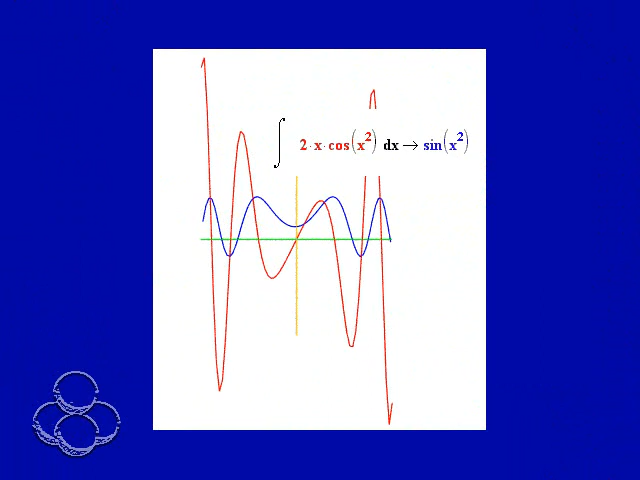 ∫ 2·x·cos(x²) dx → sin(x²)